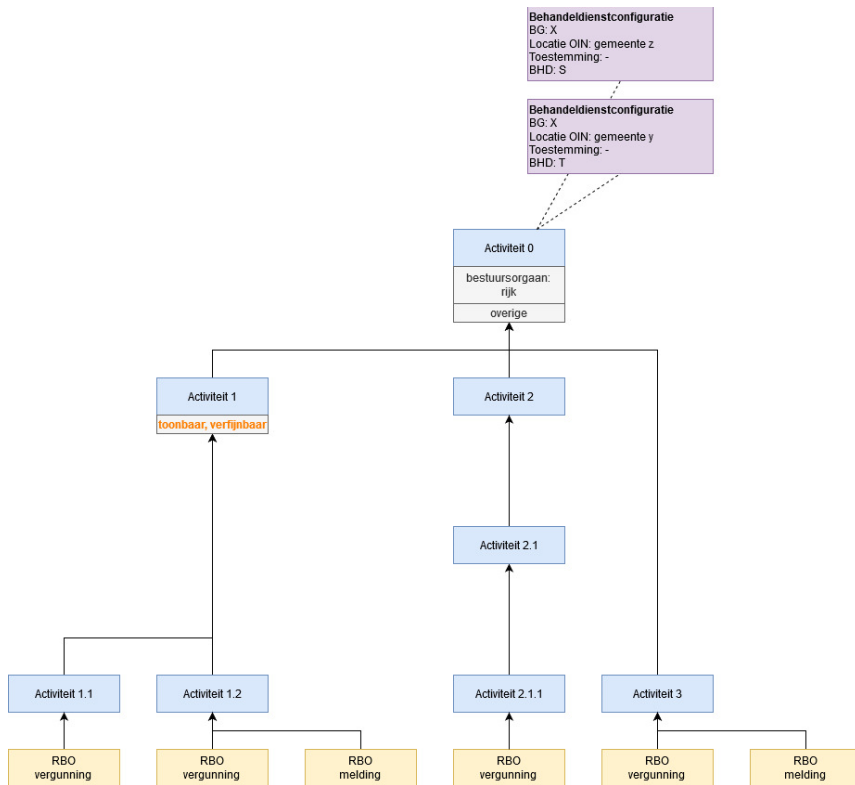 Behandeldienstconfiguratie
BG: X
Locatie OIN: gemeente z
Toestemming: -
BHD: S
Behandeldienstconfiguratie
BG: X
Locatie OIN: gemeente y
Toestemming: -
BHD: T
Activiteit 0
bestuursorgaan:
rijk
overige
Activiteit 1
toonbaar, verfijnbaar
Activiteit 2
Activiteit 2.1
Activiteit 1.1
Activiteit 1.2
Activiteit 2.1.1
Activiteit 3
RBO
vergunning
RBO
vergunning
RBO
melding
RBO
vergunning
RBO
vergunning
RBO
melding